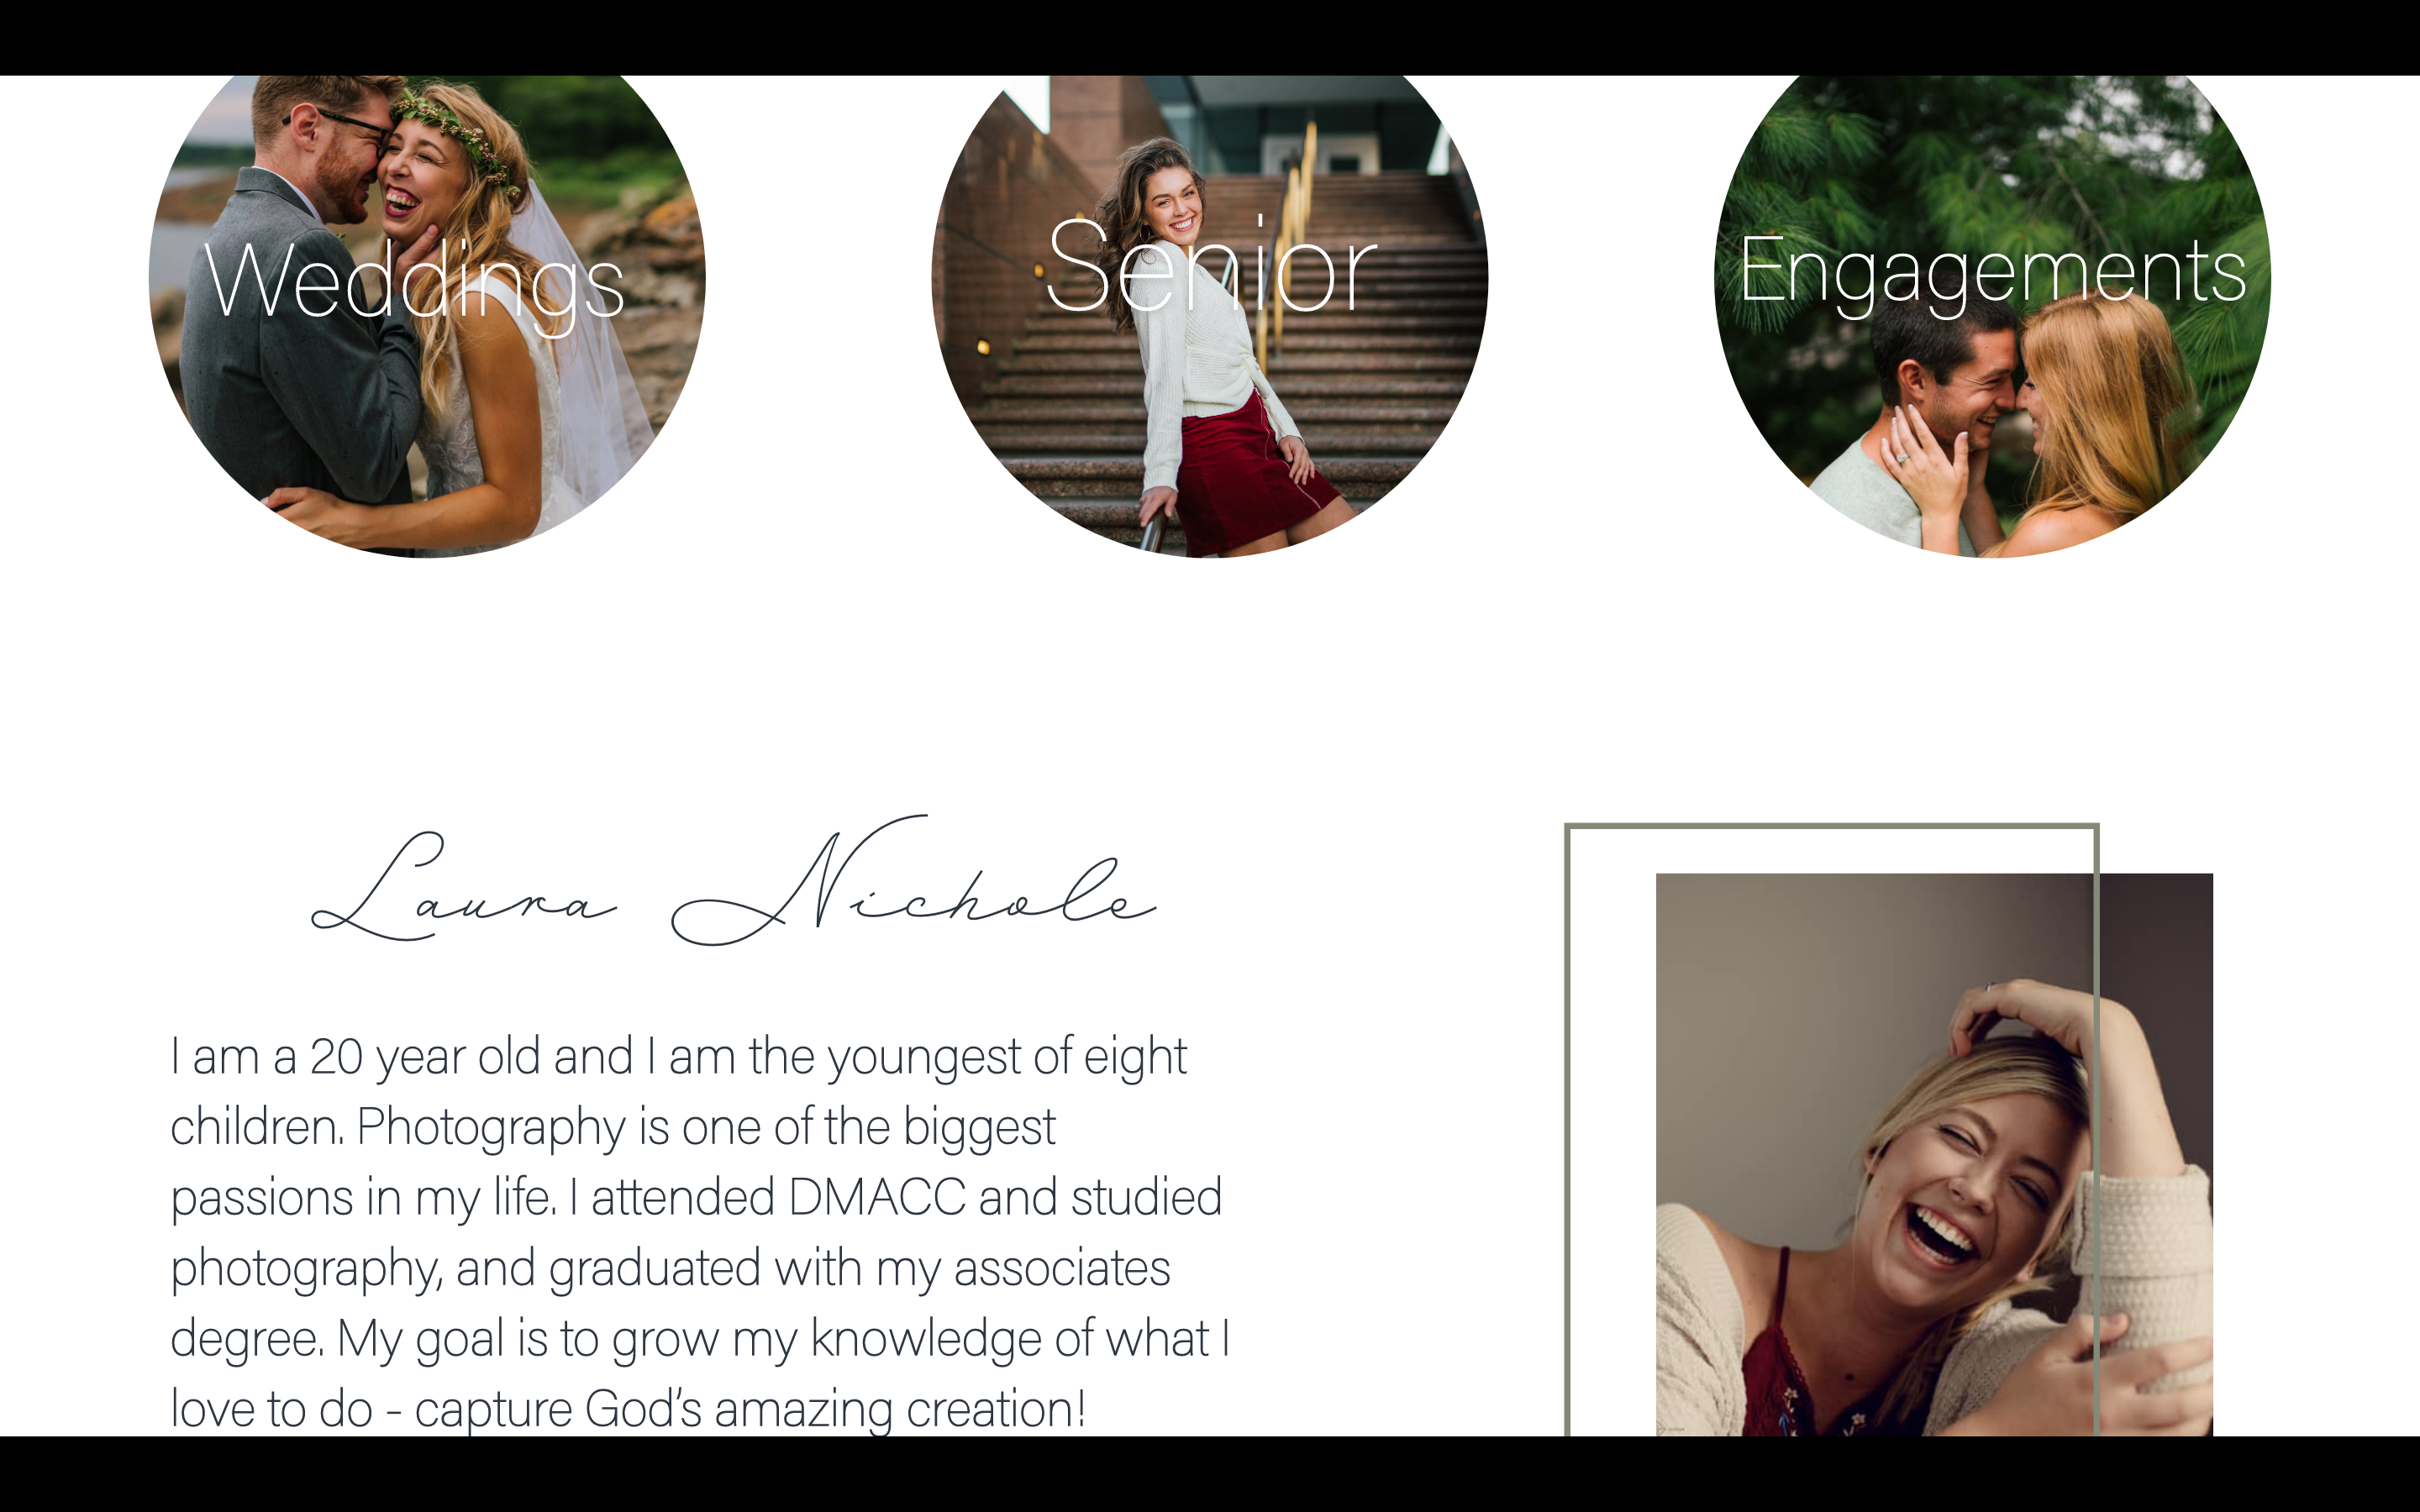 Weddings
Senior
Engagements
Laura Nichole
I am a 20 year old and I am the youngest of eight
children. Photography is one of the biggest
passions in my life. I attended DMACC and studied
photography, and graduated with my associates
degree. My goal is to grow my knowledge of what I
love to do - capture God's amazing creation!